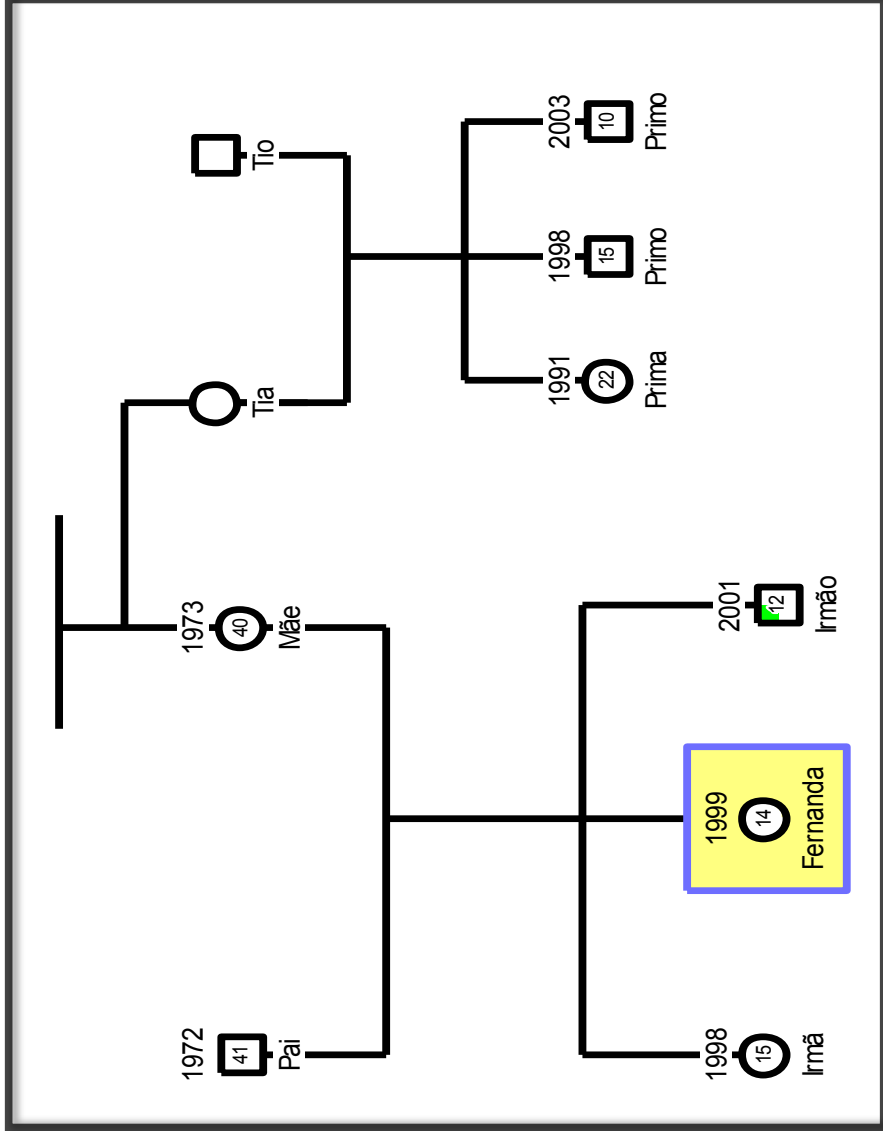 1972
41
Pai
1973
40
Mãe
Tia
Tio
1998
15
Irmã
1999
14
Fernanda
2001
12
Irmão
1991
22
Prima
1998
15
Primo
2003
10
Primo